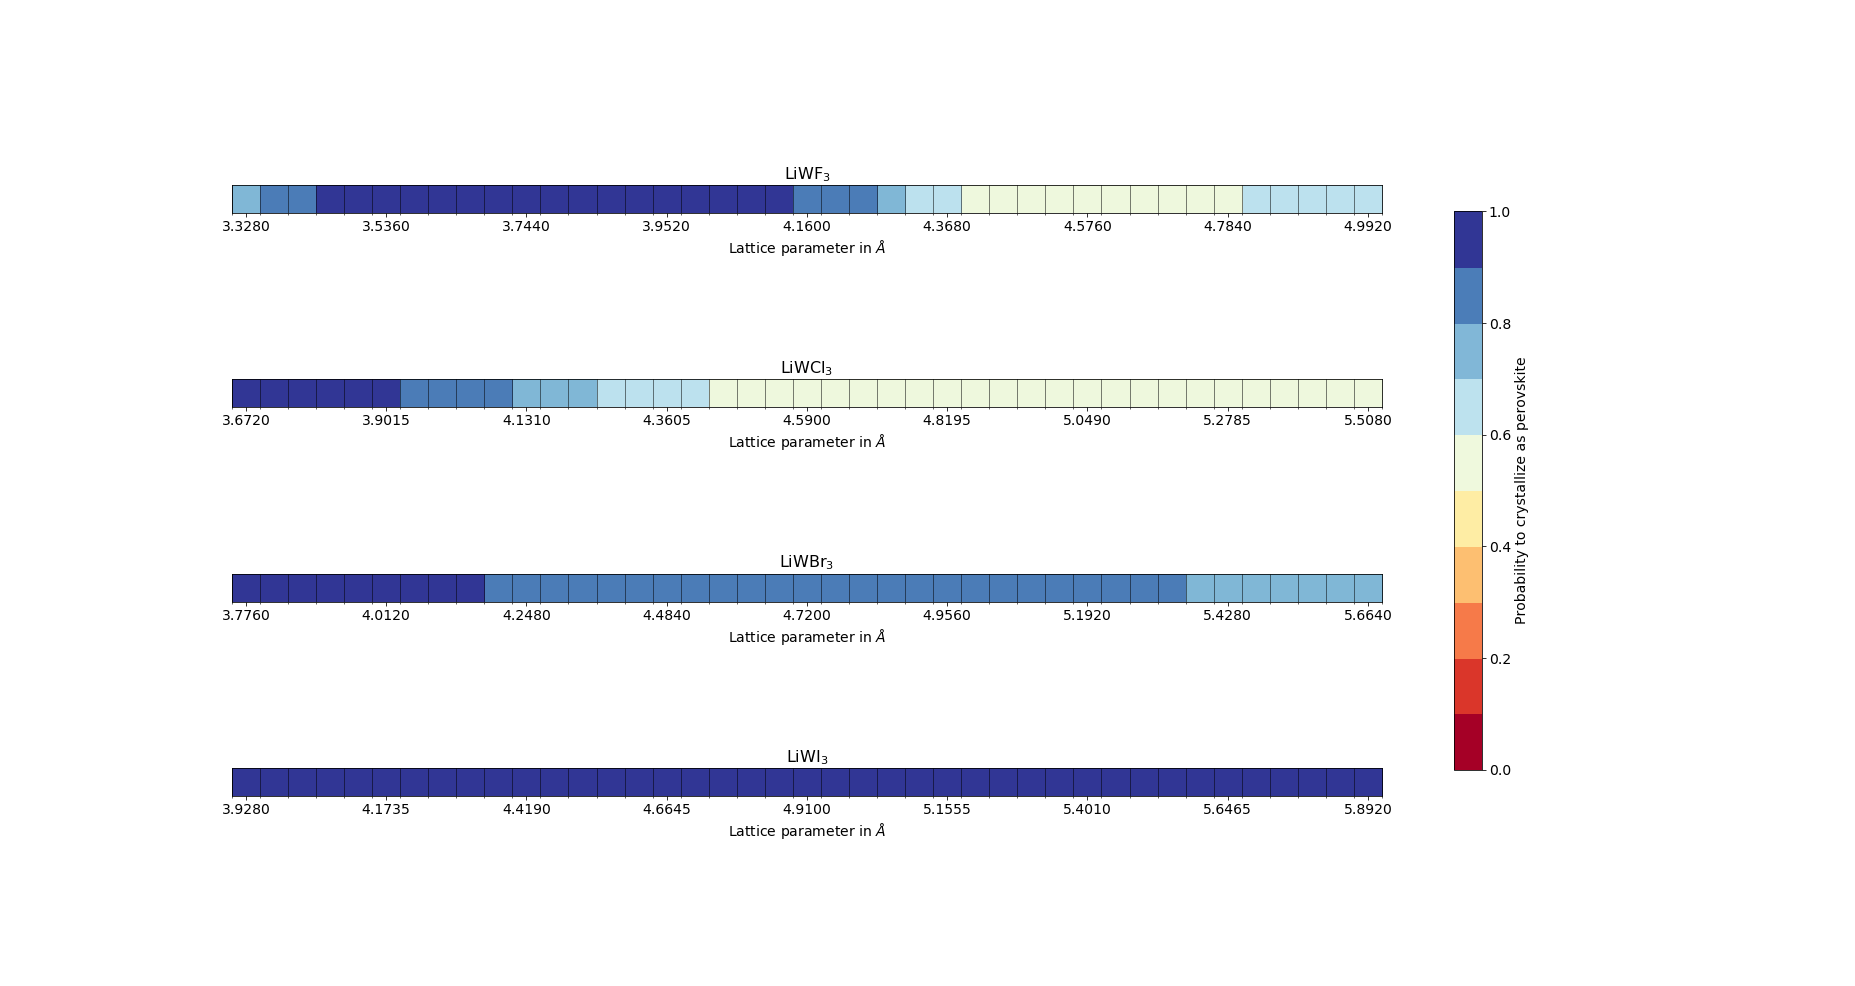 LiWF₃
3.3280 3.5360 3.7440 3.9520 4.1600 4.3680 4.5760 4.7840 4.9920
Lattice parameter in Å
LiWCl₃
3.6720 3.9015 4.1310 4.3605 4.5900 4.8195 5.0490 5.2785 5.5080
Lattice parameter in Å
LiWBr₃
3.7760 4.0120 4.2480 4.4840 4.7200 4.9560 5.1920 5.4280 5.6640
Lattice parameter in Å
LiWI₃
3.9280 4.1735 4.4190 4.6645 4.9100 5.1555 5.4010 5.6465 5.8920
Lattice parameter in Å
1.0
0.8
0.6
0.4
0.2
0.0
Probability to crystallize as perovskite